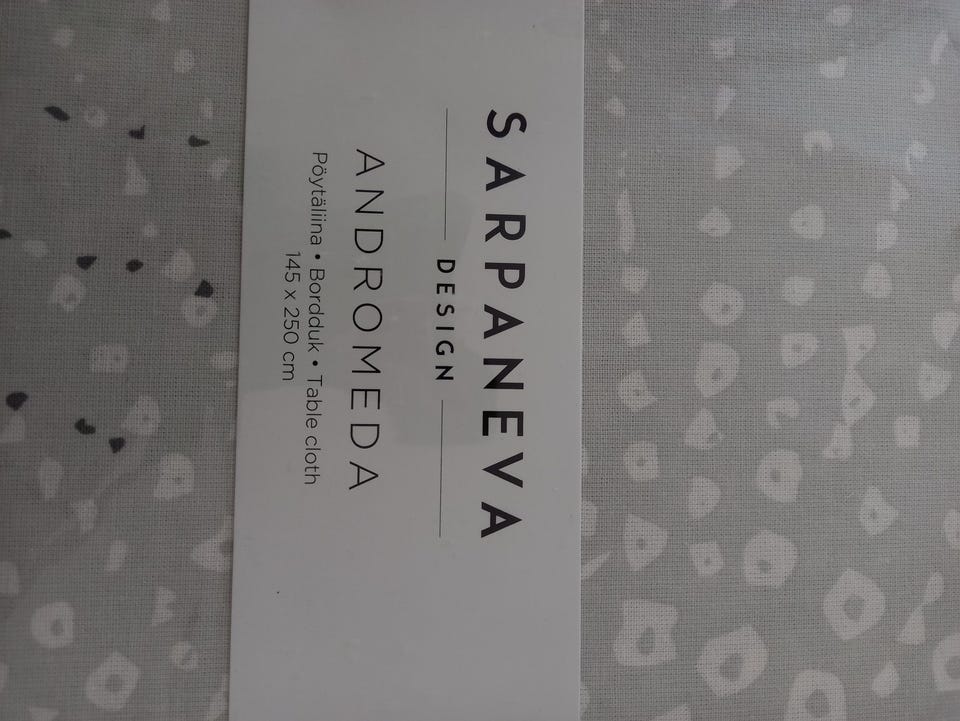 SARPANEVA
DESIGN
ANDROMEDA
Pöytäliina • Bordduk • Table cloth
145 x 250 cm